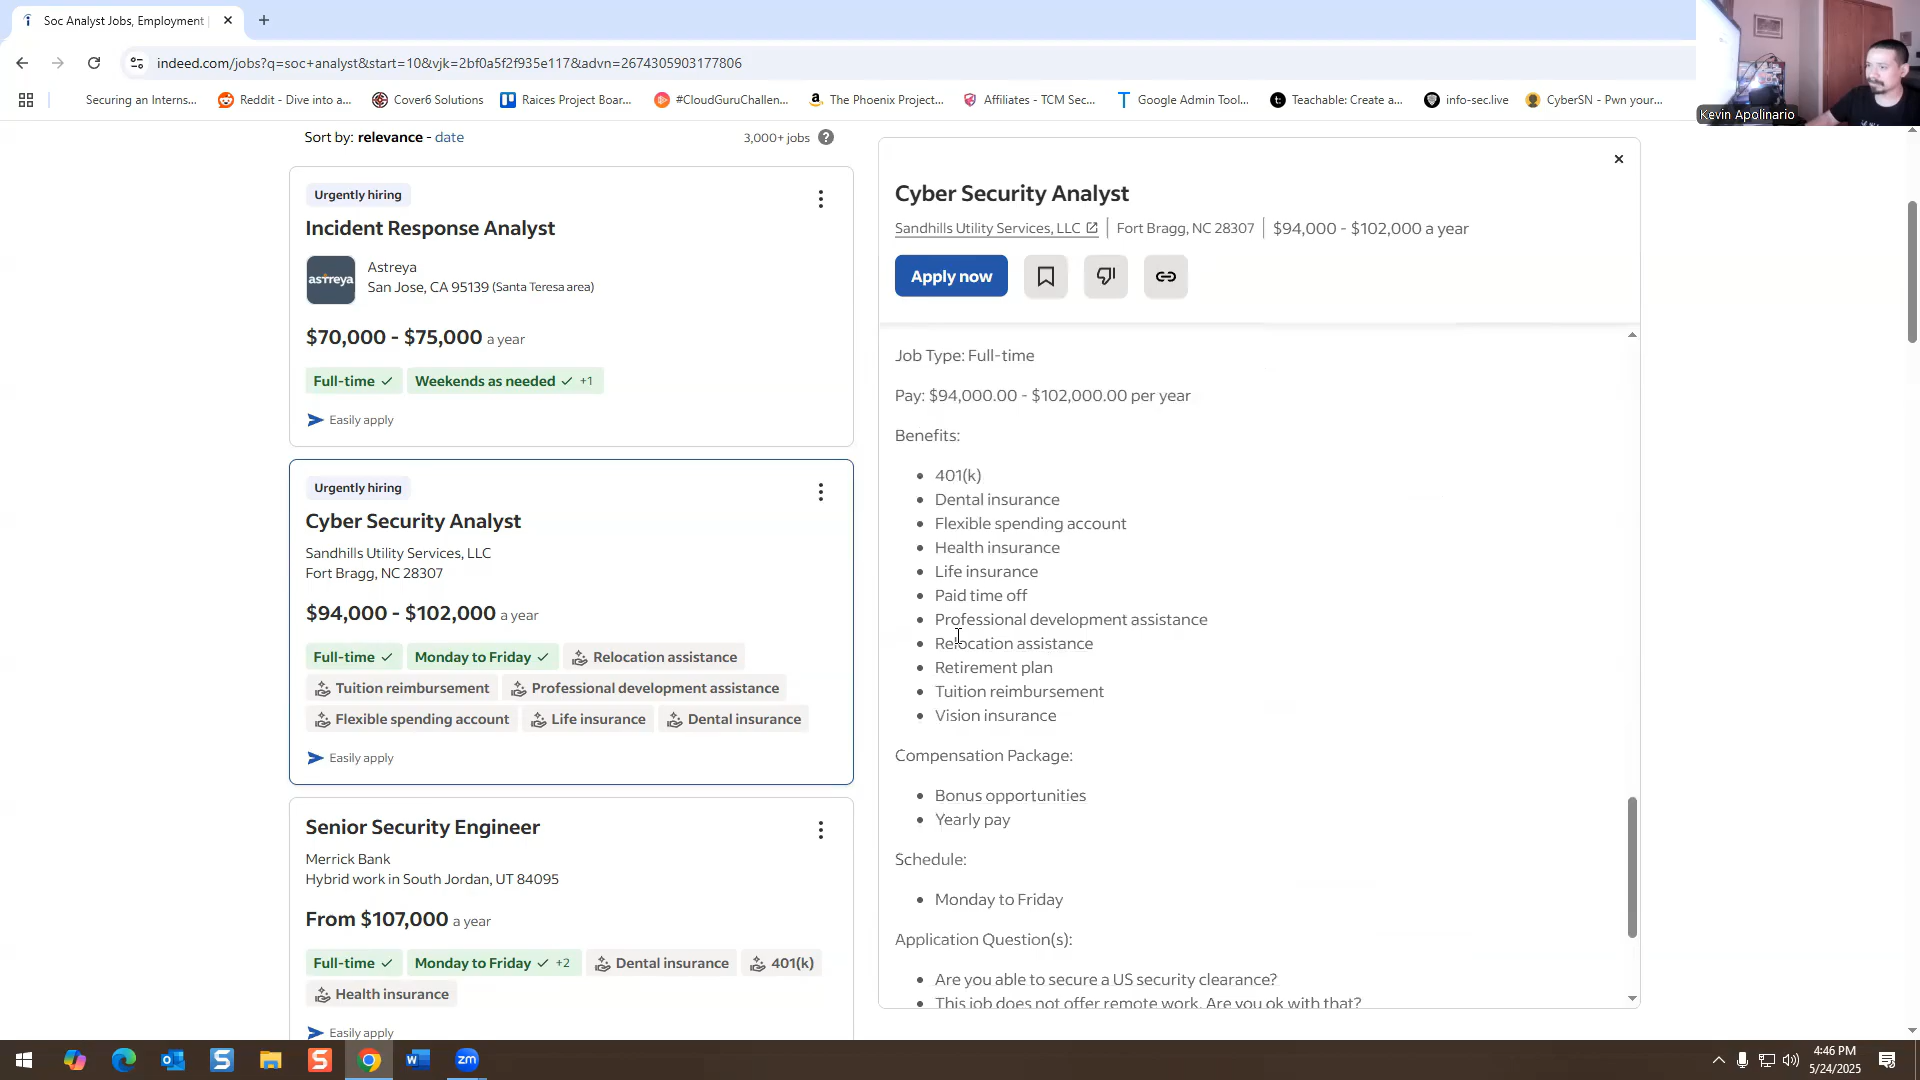 Soc Analyst Jobs, Employment
indeed.com/jobs?q=soc+analyst&start=10&vjk=2bf0a5f2f935e117&advn=2674305903177806
Securing an Interns...
Reddit - Dive into a...
Cover6 Solutions
Raices Project Boar...
#CloudGuruChallen...
The Phoenix Project...
Affiliates - TCM Sec...
Google Admin Tool...
Teachable: Create a...
info-sec.live
CyberSN - Pwn your...
Kevin Apolinario
Sort by: relevance - date
3,000+ jobs
Urgently hiring
Incident Response Analyst
astreya
Astreya
San Jose, CA 95139 (Santa Teresa area)
$70,000 - $75,000 a year
Full-time
Weekends as needed +1
Easily apply
Urgently hiring
Cyber Security Analyst
Sandhills Utility Services, LLC
Fort Bragg, NC 28307
$94,000 - $102,000 a year
Full-time
Monday to Friday
Relocation assistance
Tuition reimbursement
Professional development assistance
Flexible spending account
Life insurance
Dental insurance
Easily apply
Senior Security Engineer
Merrick Bank
Hybrid work in South Jordan, UT 84095
From $107,000 a year
Full-time
Monday to Friday +2
Dental insurance
401(k)
Health insurance
Easily apply
Cyber Security Analyst
Sandhills Utility Services, LLC
Fort Bragg, NC 28307
$94,000 - $102,000 a year
Apply now
Job Type: Full-time
Pay: $94,000.00 - $102,000.00 per year
Benefits:
401(k)
Dental insurance
Flexible spending account
Health insurance
Life insurance
Paid time off
Professional development assistance
Relocation assistance
Retirement plan
Tuition reimbursement
Vision insurance
Compensation Package:
Bonus opportunities
Yearly pay
Schedule:
Monday to Friday
Application Question(s):
Are you able to secure a US security clearance?
This job does not offer remote work. Are you ok with that?
zm
4:46 PM
5/24/2025